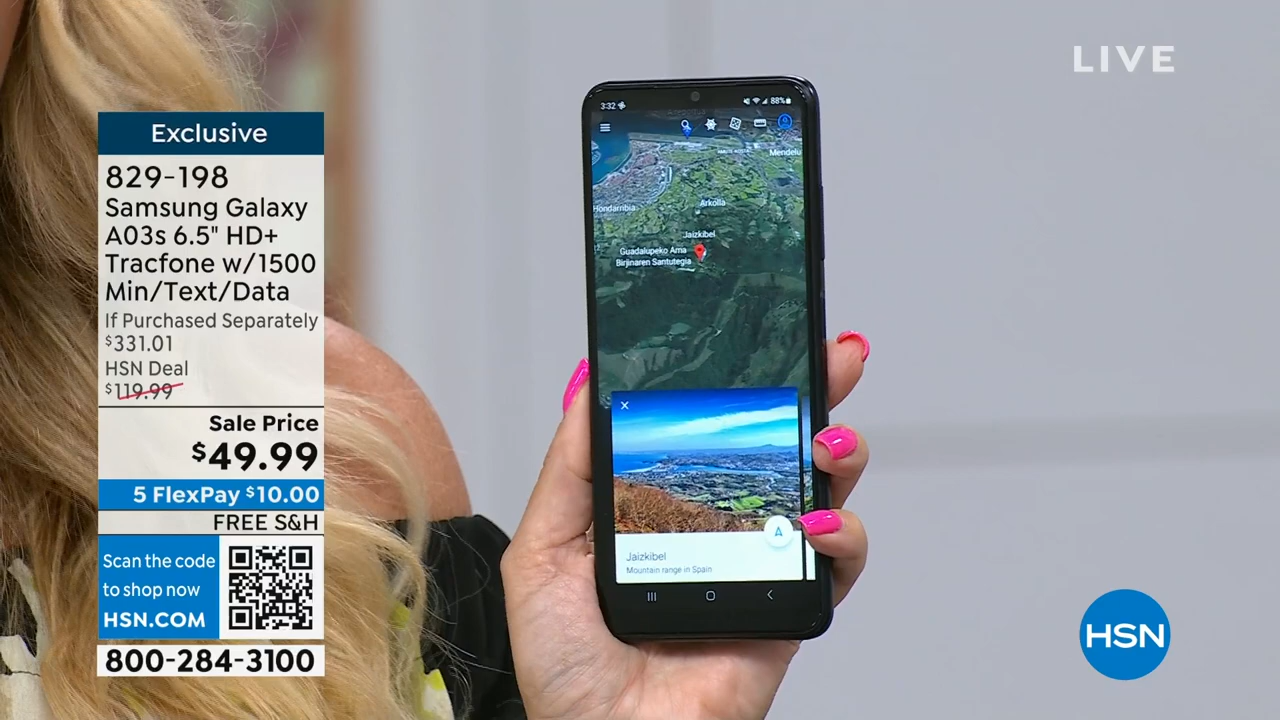 LIVE
Exclusive
829-198
Samsung Galaxy
A03s 6.5" HD+
Tracfone w/1500
Min/Text/Data
If Purchased Separately
$331.01
HSN Deal
$119.99
Sale Price
$49.99
5 FlexPay $10.00
FREE S&H
Scan the code
to shop now
HSN.COM
800-284-3100
3:32
88%
Mendelu
Hondarribia
Arkolla
Jaizkibel
Guadalupeko Ama
Birjinaren Santutegia
Jaizkibel
Mountain range in Spain
HSN